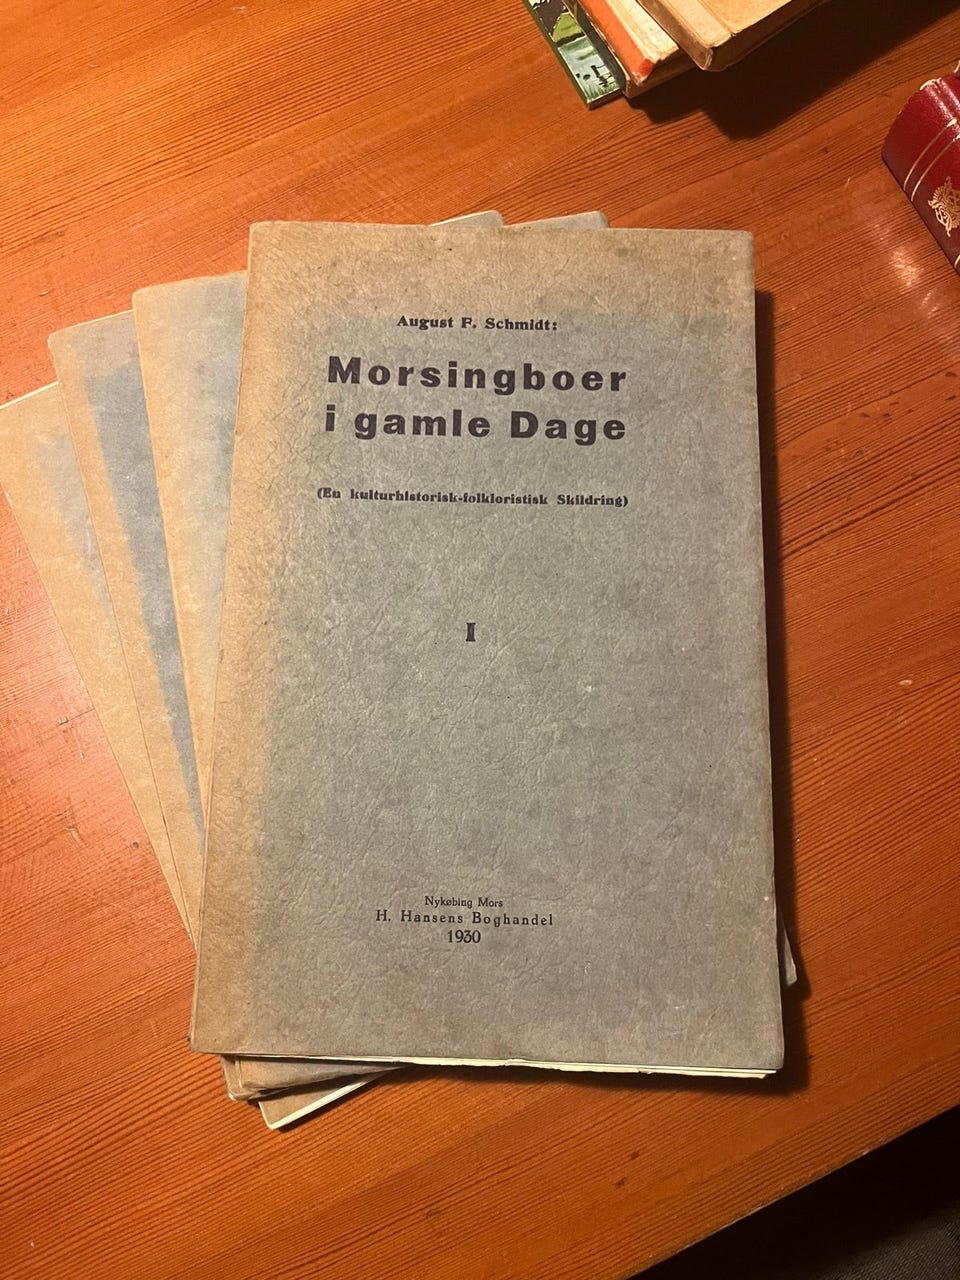 August F. Schmidt:
Morsingboer
i gamle Dage
(En kulturhistorisk-folkloristisk Skildring)
I
Nykøbing Mors
H. Hansens Boghandel
1930